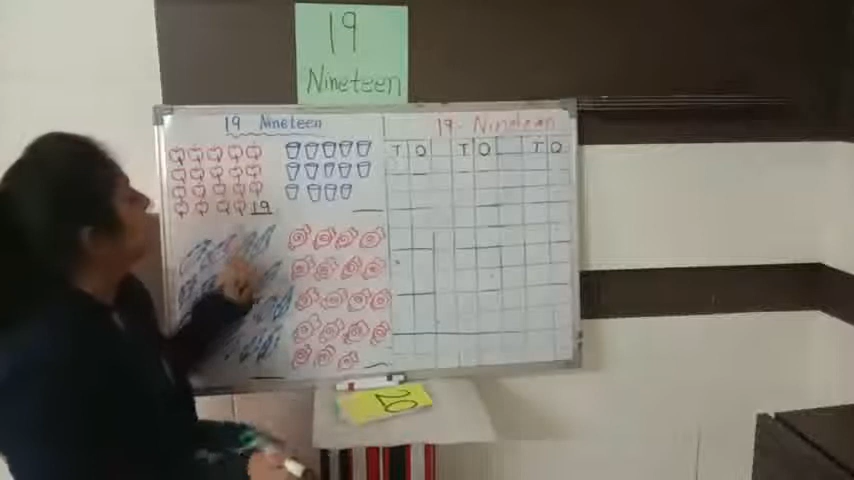 19
Nineteen
19 Nineteen
19 - Nineteen
T O T O T O
19
20